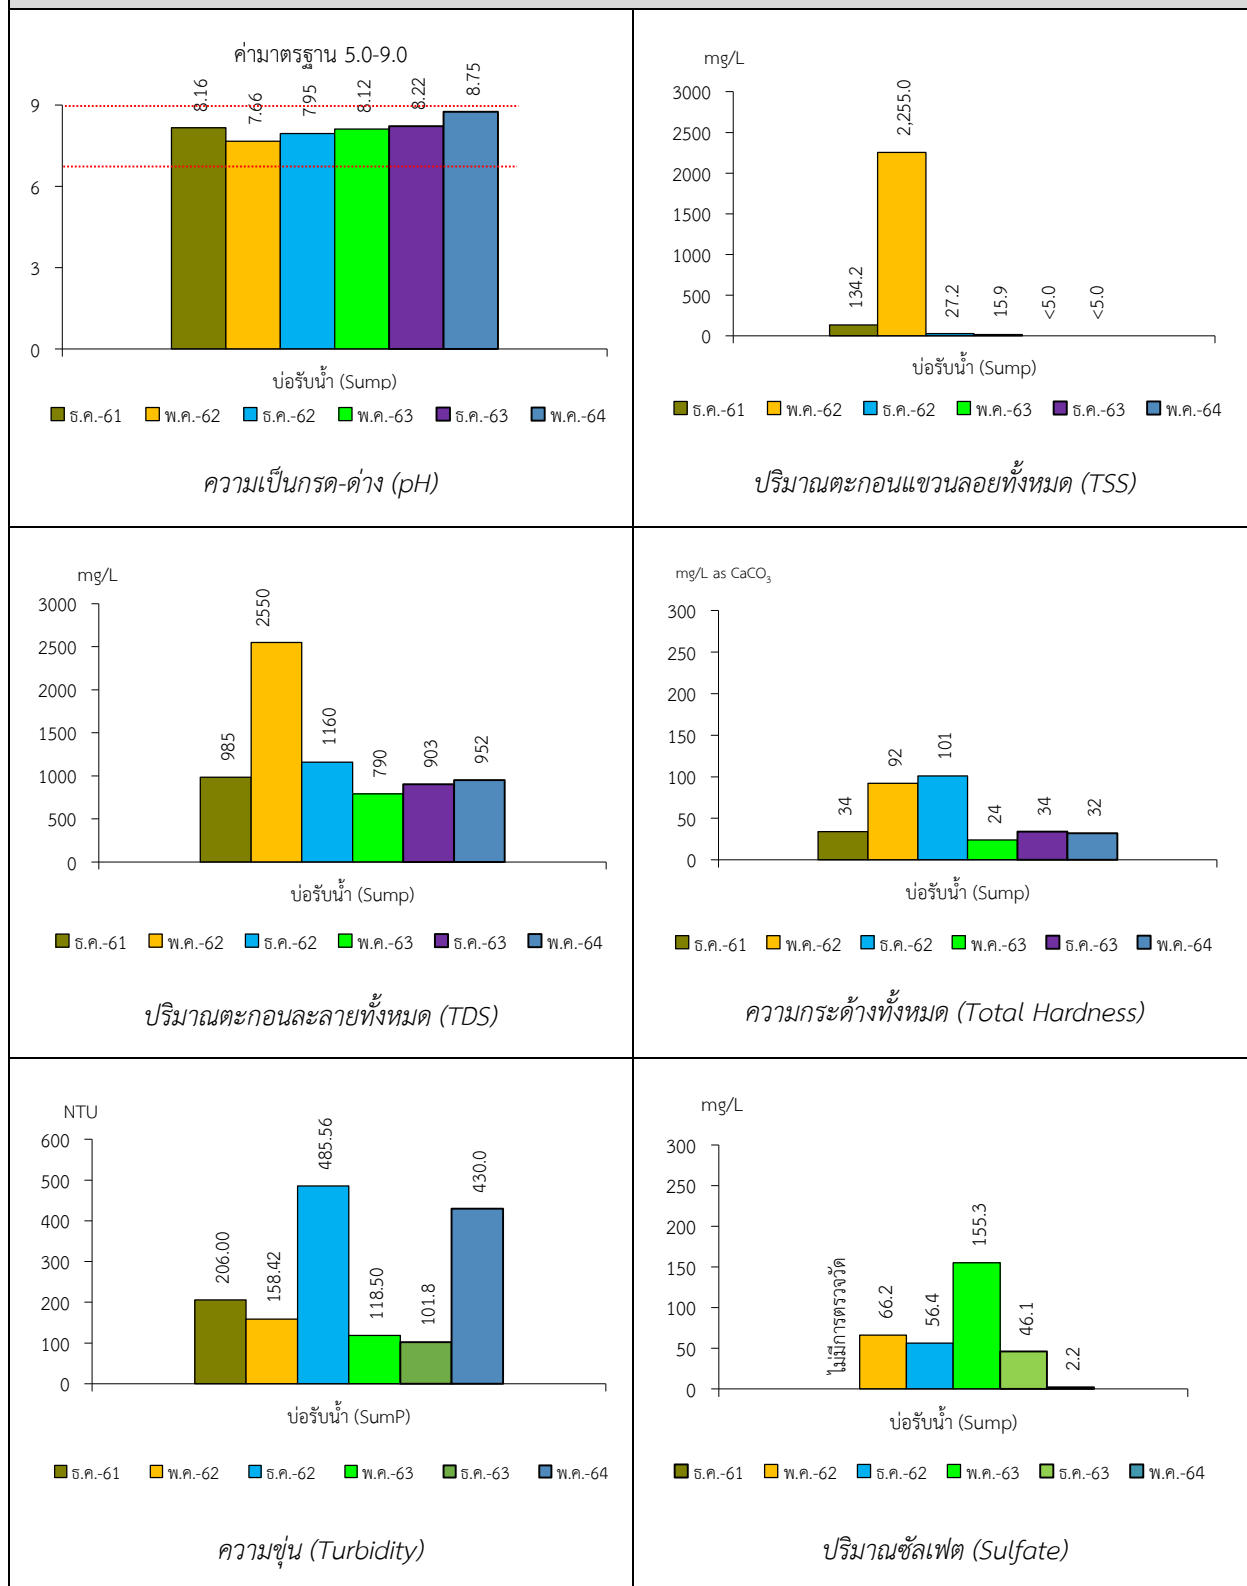 ค่ามาตรฐาน 5.0-9.0
8.16
7.66
7.95
8.12
8.22
8.75
9
6
3
0
บ่อรับน้ำ (Sump)
ธ.ค.-61 พ.ค.-62 ธ.ค.-62 พ.ค.-63 ธ.ค.-63 พ.ค.-64
ความเป็นกรด-ด่าง (pH)
mg/L
3000
2500
2000
1500
1000
500
0
134.2
2,255.0
27.2
15.9
<5.0
<5.0
บ่อรับน้ำ (Sump)
ธ.ค.-61 พ.ค.-62 ธ.ค.-62 พ.ค.-63 ธ.ค.-63 พ.ค.-64
ปริมาณตะกอนแขวนลอยทั้งหมด (TSS)
mg/L
3000
2500
2000
1500
1000
500
0
985
2550
1160
790
903
952
บ่อรับน้ำ (Sump)
ธ.ค.-61 พ.ค.-62 ธ.ค.-62 พ.ค.-63 ธ.ค.-63 พ.ค.-64
ปริมาณตะกอนละลายทั้งหมด (TDS)
mg/L as CaCO₃
300
250
200
150
100
50
0
34
92
101
24
34
32
บ่อรับน้ำ (Sump)
ธ.ค.-61 พ.ค.-62 ธ.ค.-62 พ.ค.-63 ธ.ค.-63 พ.ค.-64
ความกระด้างทั้งหมด (Total Hardness)
NTU
600
500
400
300
200
100
0
206.00
158.42
485.56
118.50
101.8
430.0
บ่อรับน้ำ (SumP)
ธ.ค.-61 พ.ค.-62 ธ.ค.-62 พ.ค.-63 ธ.ค.-63 พ.ค.-64
ความขุ่น (Turbidity)
mg/L
300
250
200
150
100
50
0
ไม่มีการตรวจวัด
66.2
56.4
155.3
46.1
2.2
บ่อรับน้ำ (Sump)
ธ.ค.-61 พ.ค.-62 ธ.ค.-62 พ.ค.-63 ธ.ค.-63 พ.ค.-64
ปริมาณซัลเฟต (Sulfate)